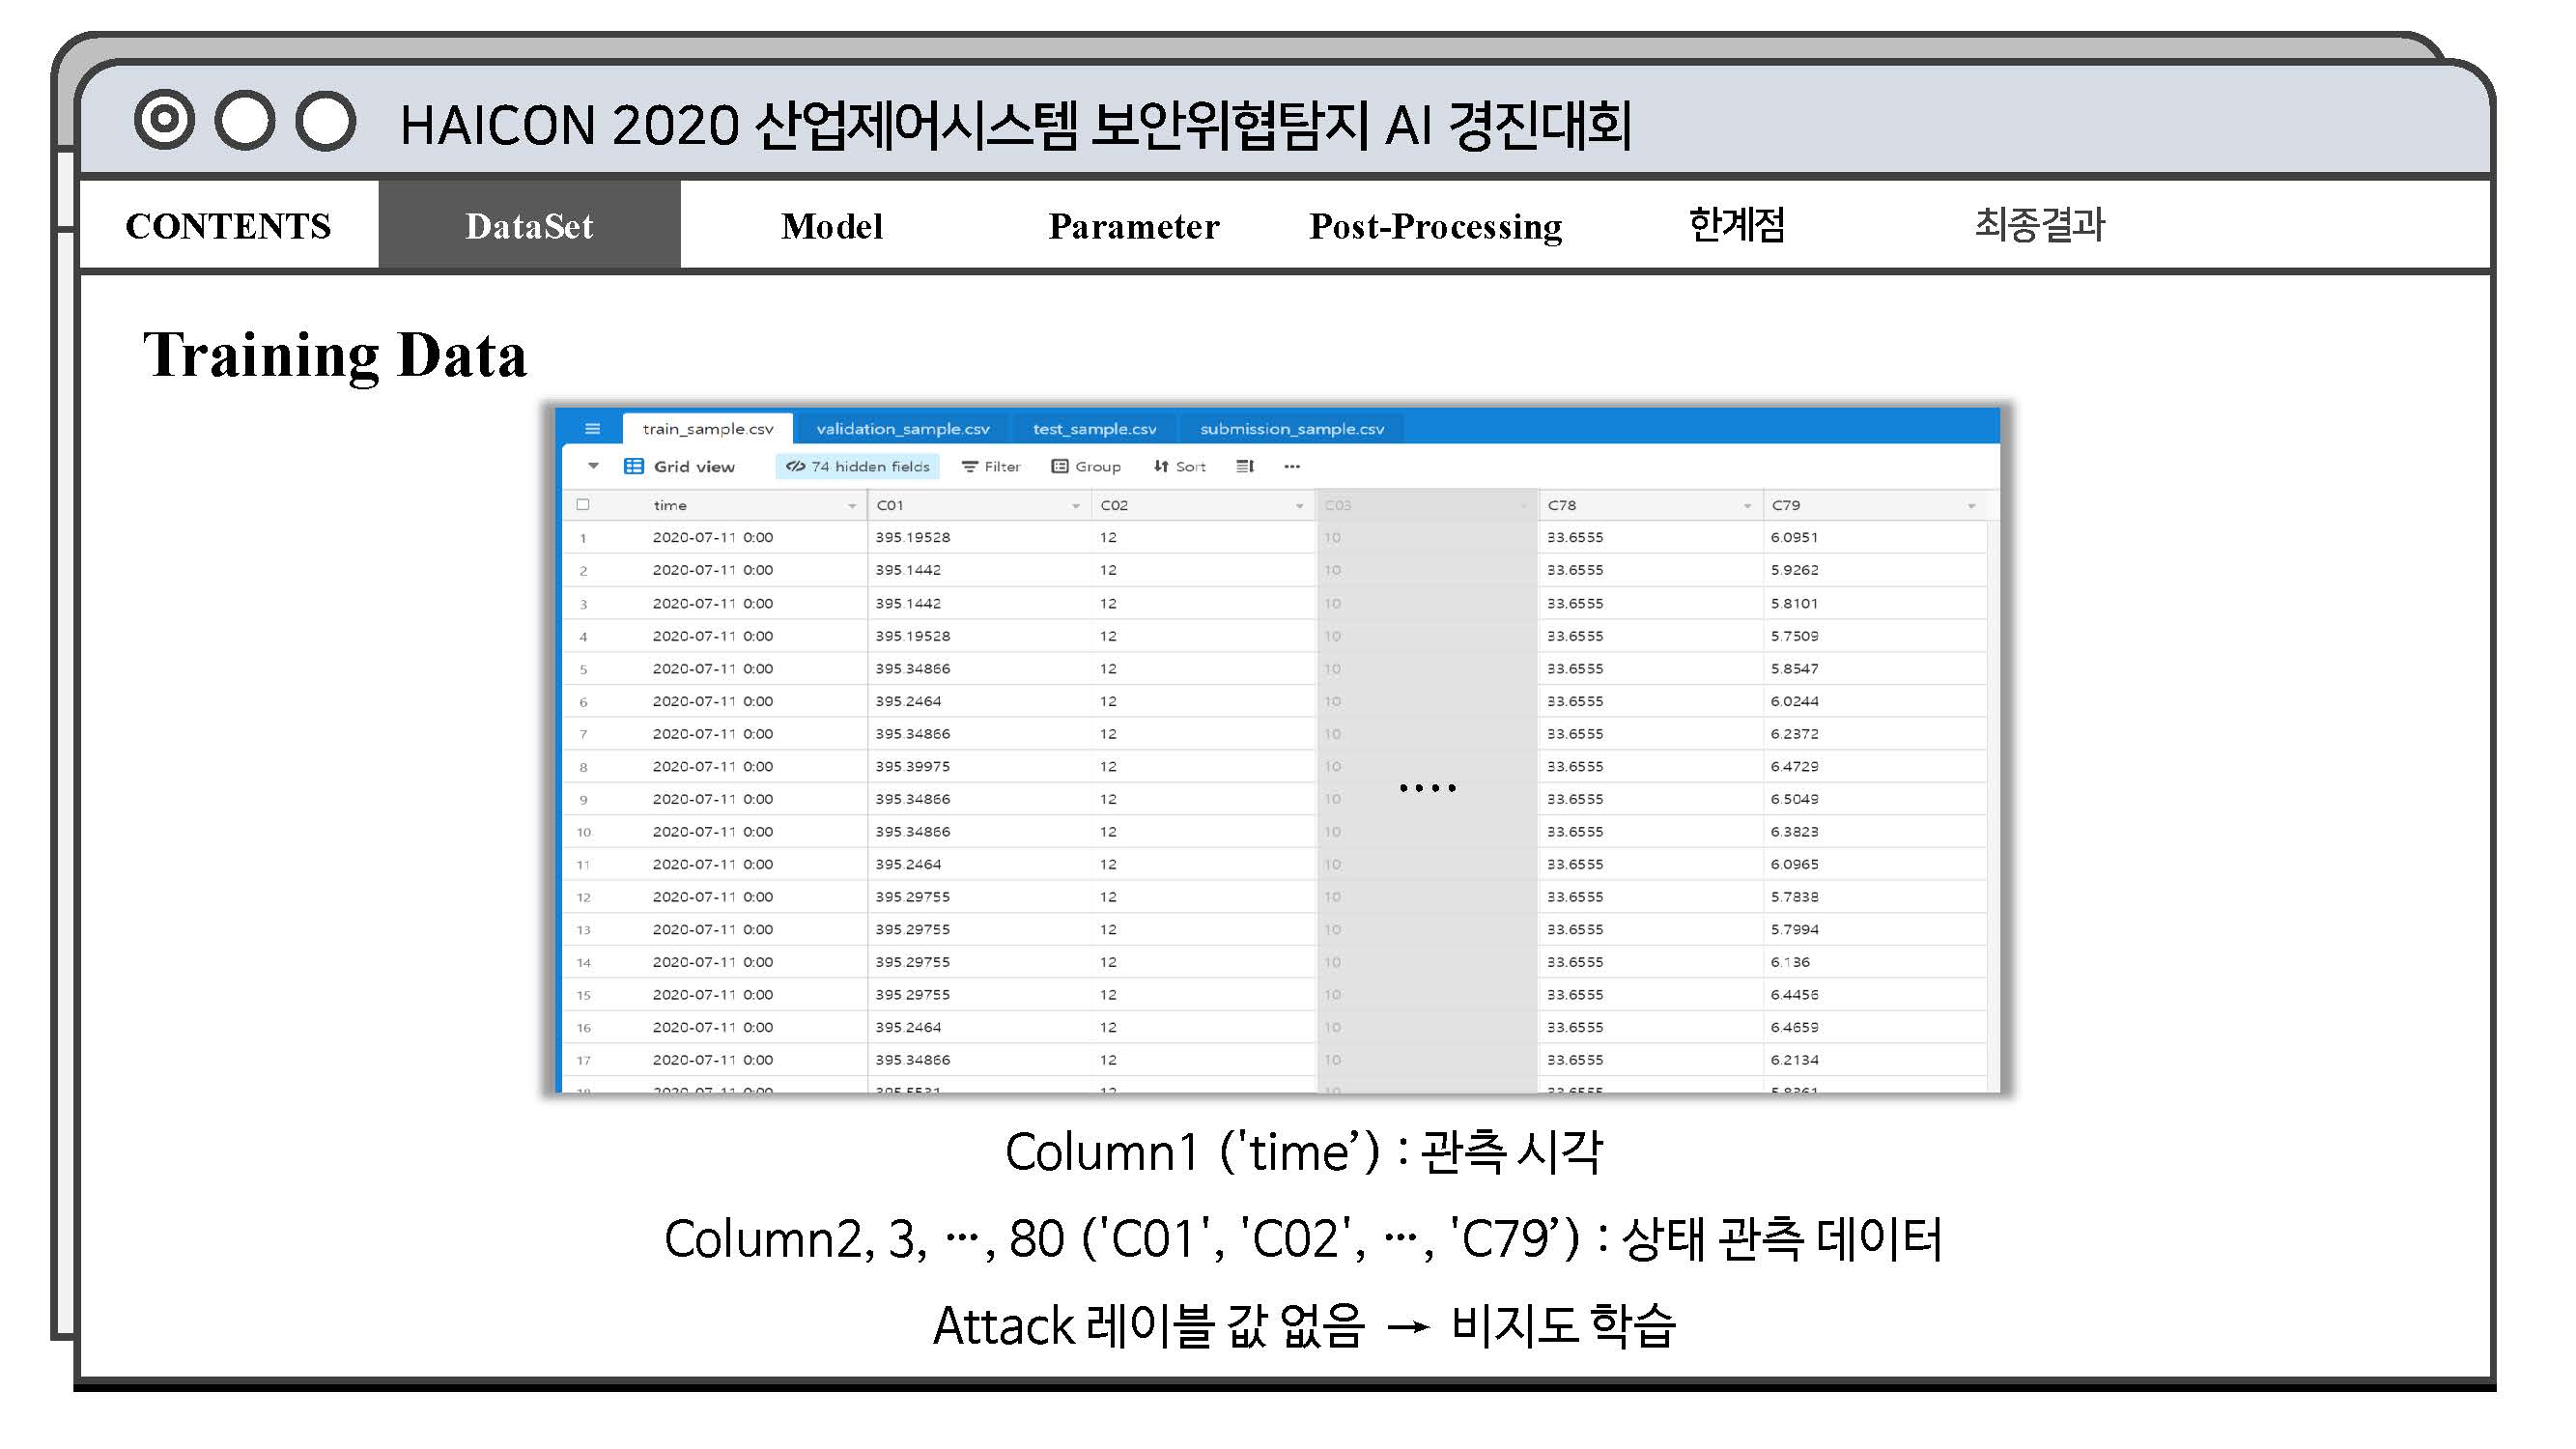 HAICON 2020 산업제어시스템 보안위협탐지 AI 경진대회
CONTENTS DataSet Model Parameter Post-Processing 한계점 최종결과
Training Data
train_sample.csv validation_sample.csv test_sample.csv submission_sample.csv
Grid view 74 hidden fields Filter Group Sort ...
time C01 C02 C03 C78 C79
1 2020-07-11 0:00 395.19528 12 10 33.6555 6.0951
2 2020-07-11 0:00 395.1442 12 10 33.6555 5.9262
3 2020-07-11 0:00 395.1442 12 10 33.6555 5.8101
4 2020-07-11 0:00 395.19528 12 10 33.6555 5.7509
5 2020-07-11 0:00 395.34866 12 10 33.6555 5.8547
6 2020-07-11 0:00 395.2464 12 10 33.6555 6.0244
7 2020-07-11 0:00 395.34866 12 10 33.6555 6.2372
8 2020-07-11 0:00 395.39975 12 10 33.6555 6.4729
....
9 2020-07-11 0:00 395.34866 12 10 33.6555 6.5049
10 2020-07-11 0:00 395.34866 12 10 33.6555 6.3823
11 2020-07-11 0:00 395.2464 12 10 33.6555 6.0965
12 2020-07-11 0:00 395.29755 12 10 33.6555 5.7838
13 2020-07-11 0:00 395.29755 12 10 33.6555 5.7994
14 2020-07-11 0:00 395.29755 12 10 33.6555 6.136
15 2020-07-11 0:00 395.29755 12 10 33.6555 6.4456
16 2020-07-11 0:00 395.2464 12 10 33.6555 6.4659
17 2020-07-11 0:00 395.34866 12 10 33.6555 6.2134
Column1 ('time’) : 관측 시각
Column2, 3, …, 80 ('C01', 'C02', …, 'C79’) : 상태 관측 데이터
Attack 레이블 값 없음 → 비지도 학습